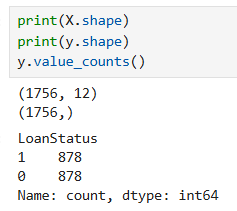 print(X.shape)
print(y.shape)
y.value_counts()
(1756, 12)
(1756,)
LoanStatus
1    878
0    878
Name: count, dtype: int64